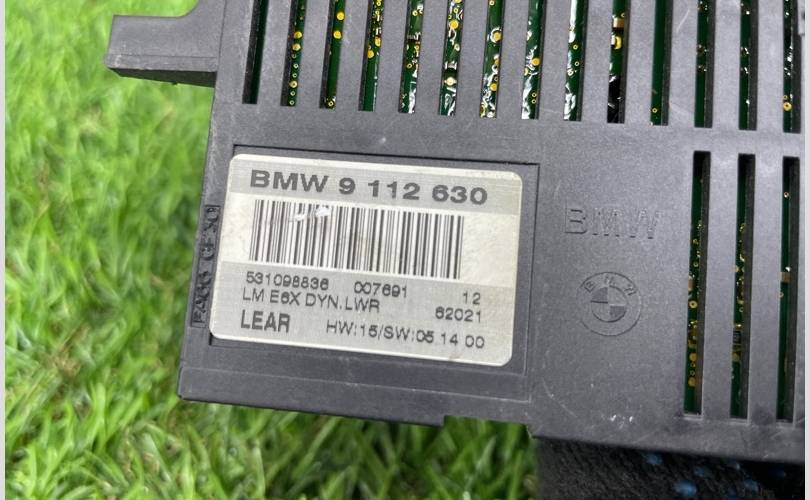 BMW 9 112 630
531098836 007691 12
LM E6X DYN.LWR 62021
LEAR HW:15/SW:05.14 00
BMW
BMW